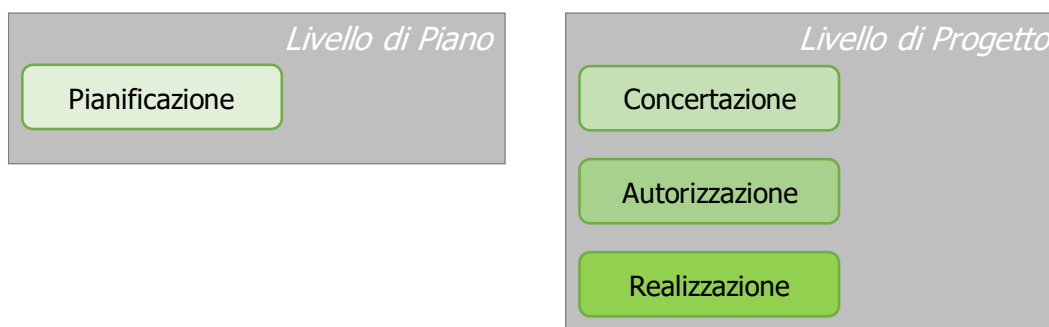 Livello di Piano
Pianificazione
Livello di Progetto
Concertazione
Autorizzazione
Realizzazione